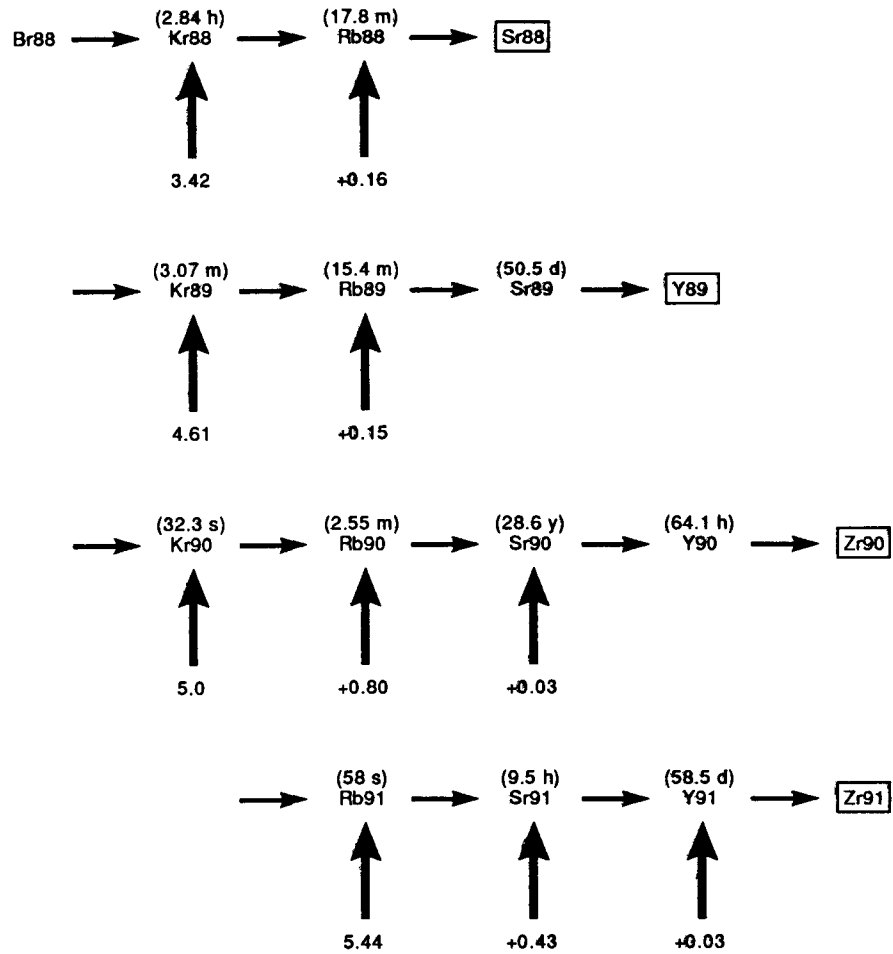 (2.84 h) (17.8 m)
Br88 Kr88 Rb88 Sr88
3.42 +0.16
(3.07 m) (15.4 m) (50.5 d)
Kr89 Rb89 Sr89 Y89
4.61 +0.15
(32.3 s) (2.55 m) (28.6 y) (64.1 h)
Kr90 Rb90 Sr90 Y90 Zr90
5.0 +0.80 +0.03
(58 s) (9.5 h) (58.5 d)
Rb91 Sr91 Y91 Zr91
5.44 +0.43 +0.03